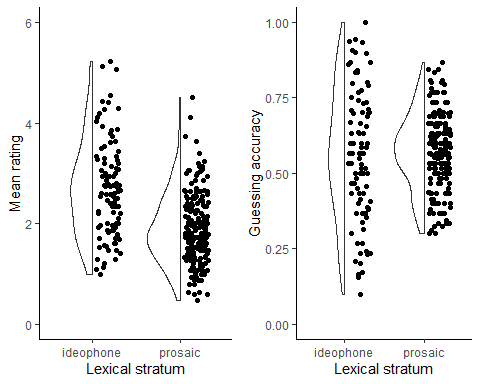 Mean rating
6
4
2
0
ideophone prosaic
Lexical stratum
Guessing accuracy
1.00
0.75
0.50
0.25
0.00
ideophone prosaic
Lexical stratum